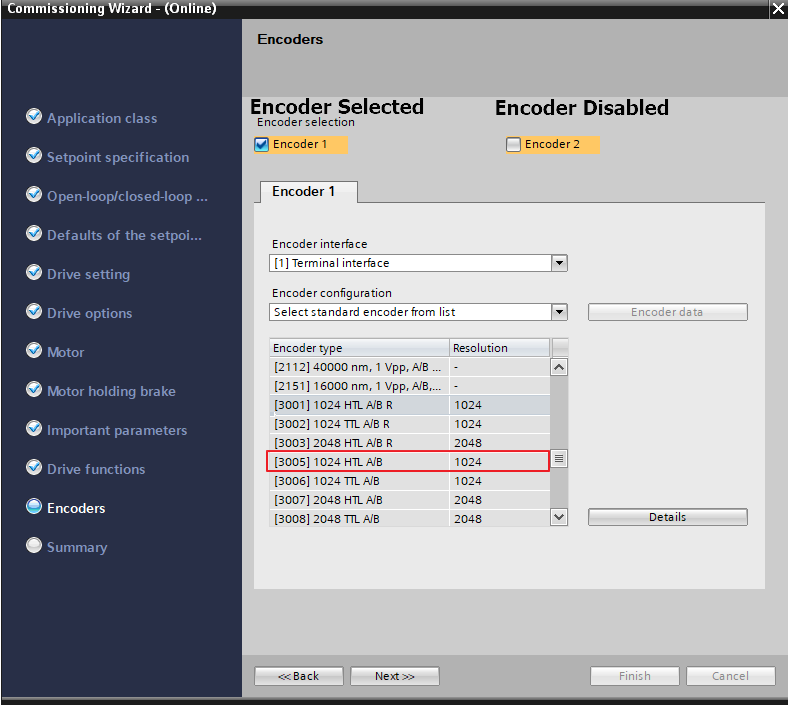 Commissioning Wizard - (Online)
Encoders
Application class
Setpoint specification
Open-loop/closed-loop ...
Defaults of the setpoi...
Drive setting
Drive options
Motor
Motor holding brake
Important parameters
Drive functions
Encoders
Summary
Encoder Selected
Encoder Disabled
Encoder selection
Encoder 1
Encoder 2
Encoder 1
Encoder interface
[1] Terminal interface
Encoder configuration
Select standard encoder from list
Encoder data
Encoder type Resolution
[2112] 40000 nm, 1 Vpp, A/B ... -
[2151] 16000 nm, 1 Vpp, A/B,... -
[3001] 1024 HTL A/B R 1024
[3002] 1024 TTL A/B R 1024
[3003] 2048 HTL A/B R 2048
[3005] 1024 HTL A/B 1024
[3006] 1024 TTL A/B 1024
[3007] 2048 HTL A/B 2048
[3008] 2048 TTL A/B 2048
Details
<< Back
Next >>
Finish
Cancel